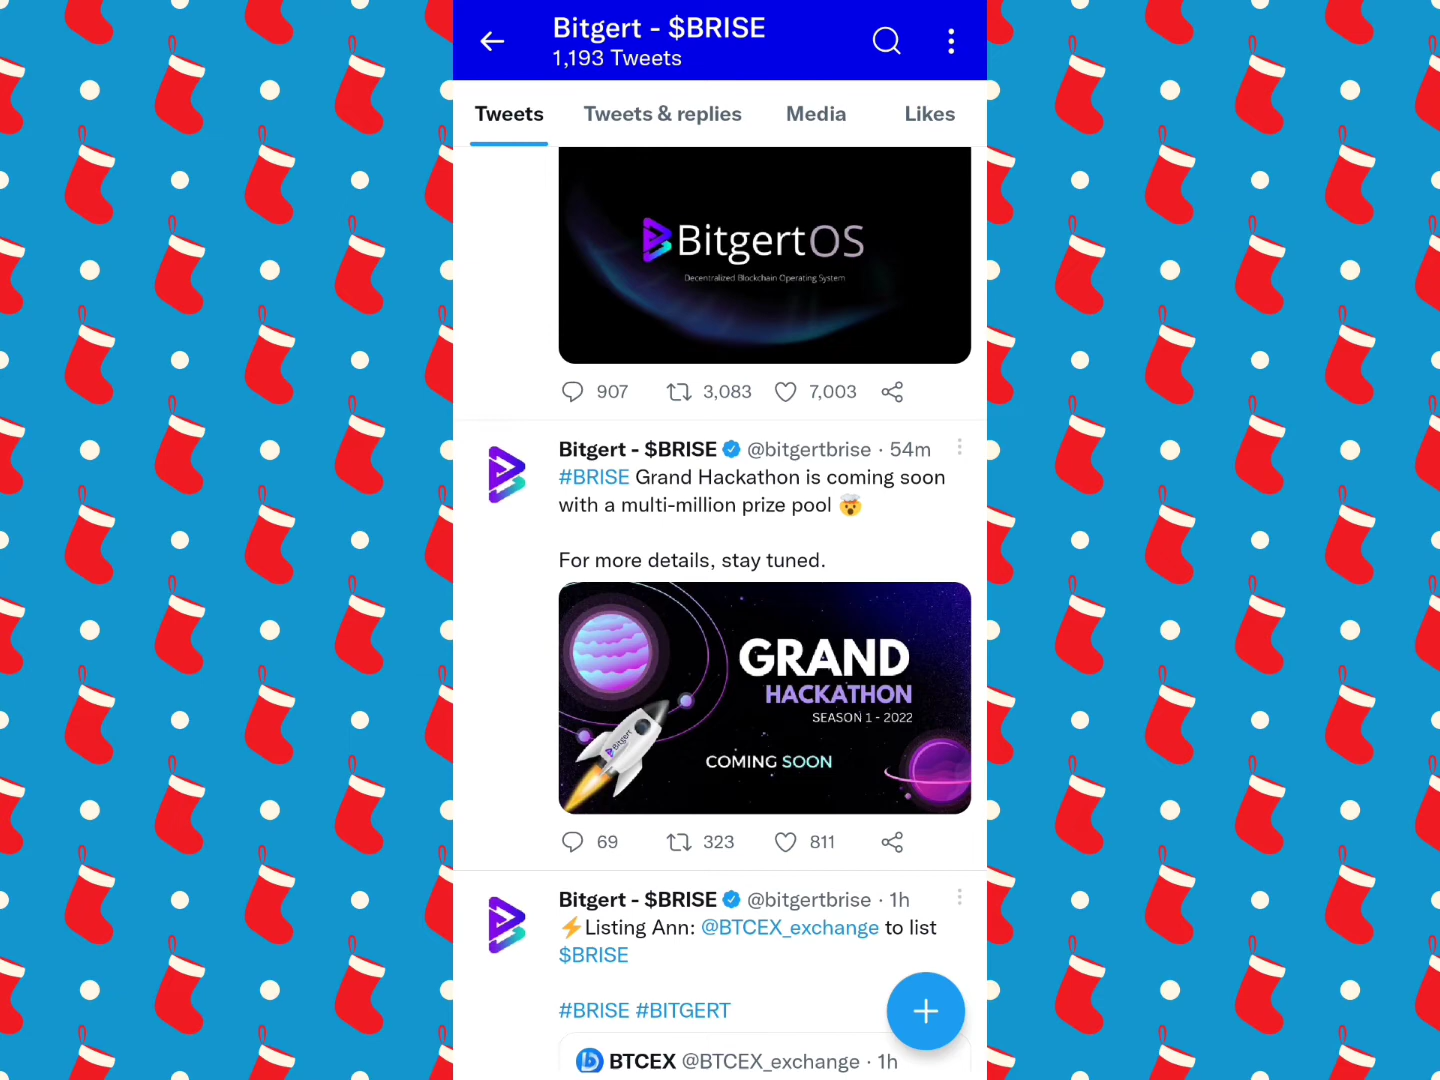 Bitgert - $BRISE
1,193 Tweets
Tweets Tweets & replies Media Likes
BitgertOS
Decentralized Blockchain Operating System
907 3,083 7,003
Bitgert - $BRISE @bitgertbrise · 54m
#BRISE Grand Hackathon is coming soon
with a multi-million prize pool 🤯
For more details, stay tuned.
GRAND
HACKATHON
SEASON 1 - 2022
Bitgert
COMING SOON
69 323 811
Bitgert - $BRISE @bitgertbrise · 1h
⚡Listing Ann: @BTCEX_exchange to list
$BRISE
#BRISE #BITGERT
BTCEX @BTCEX_exchange · 1h